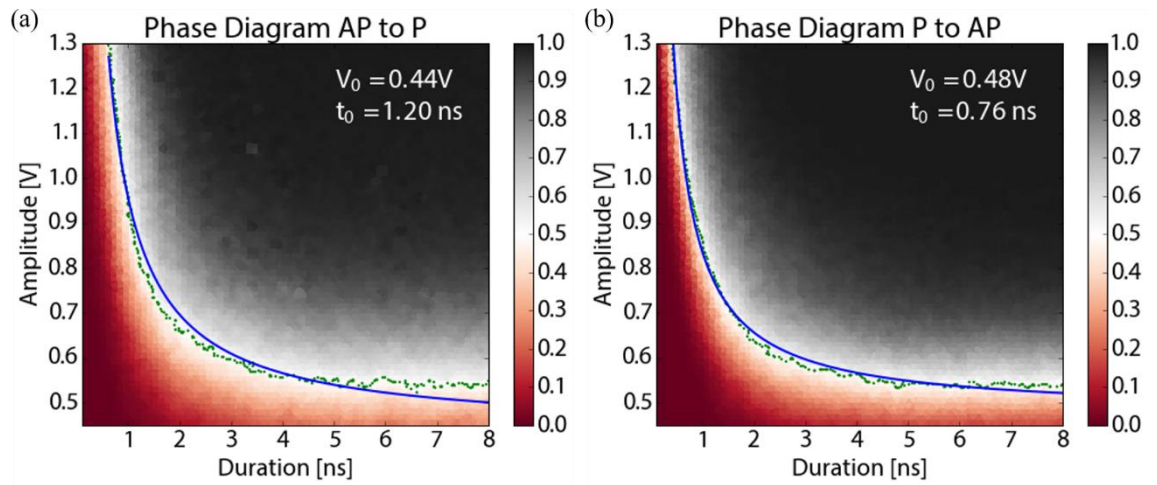 (a)
Phase Diagram AP to P
V₀ = 0.44V
t₀ = 1.20 ns
1.3
1.2
1.1
1.0
0.9
0.8
0.7
0.6
0.5
Amplitude [V]
1 2 3 4 5 6 7 8
Duration [ns]
1.0
0.9
0.8
0.7
0.6
0.5
0.4
0.3
0.2
0.1
0.0
(b)
Phase Diagram P to AP
V₀ = 0.48V
t₀ = 0.76 ns
1.3
1.2
1.1
1.0
0.9
0.8
0.7
0.6
0.5
Amplitude [V]
1 2 3 4 5 6 7 8
Duration [ns]
1.0
0.9
0.8
0.7
0.6
0.5
0.4
0.3
0.2
0.1
0.0